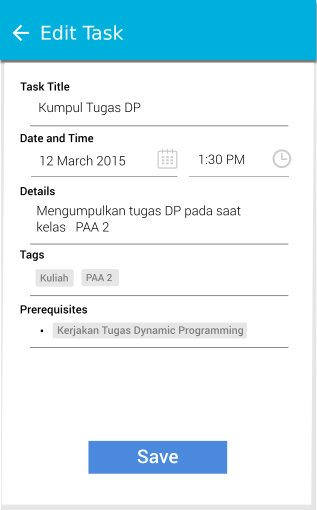 Edit Task
Task Title
Kumpul Tugas DP
Date and Time
12 March 2015 1:30 PM
Details
Mengumpulkan tugas DP pada saat
kelas PAA 2
Tags
Kuliah PAA 2
Prerequisites
• Kerjakan Tugas Dynamic Programming
Save